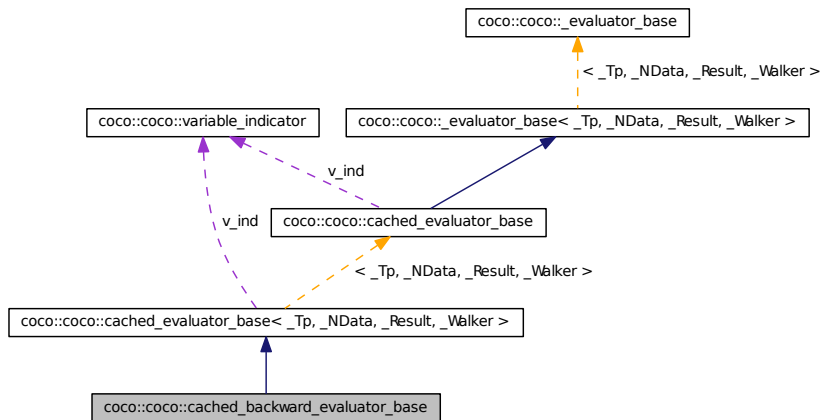 coco::coco::_evaluator_base
< _Tp, _NData, _Result, _Walker >
coco::coco::variable_indicator
coco::coco::_evaluator_base< _Tp, _NData, _Result, _Walker >
v_ind
v_ind
coco::coco::cached_evaluator_base
< _Tp, _NData, _Result, _Walker >
coco::coco::cached_evaluator_base< _Tp, _NData, _Result, _Walker >
coco::coco::cached_backward_evaluator_base